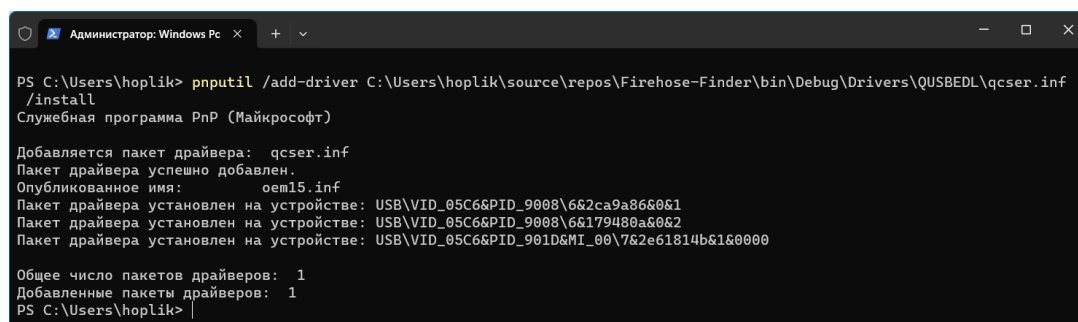 Администратор: Windows Pc
PS C:\Users\hoplik> pnputil /add-driver C:\Users\hoplik\source\repos\Firehose-Finder\bin\Debug\Drivers\QUSBEDL\qcser.inf
/install
Служебная программа PnP (Майкрософт)
Добавляется пакет драйвера: qcser.inf
Пакет драйвера успешно добавлен.
Опубликованное имя: oem15.inf
Пакет драйвера установлен на устройстве: USB\VID_05C6&PID_9008\6&2ca9a86&0&1
Пакет драйвера установлен на устройстве: USB\VID_05C6&PID_9008\6&179480a&0&2
Пакет драйвера установлен на устройстве: USB\VID_05C6&PID_901D&MI_00\7&2e61814b&1&0000
Общее число пакетов драйверов: 1
Добавленные пакеты драйверов: 1
PS C:\Users\hoplik>